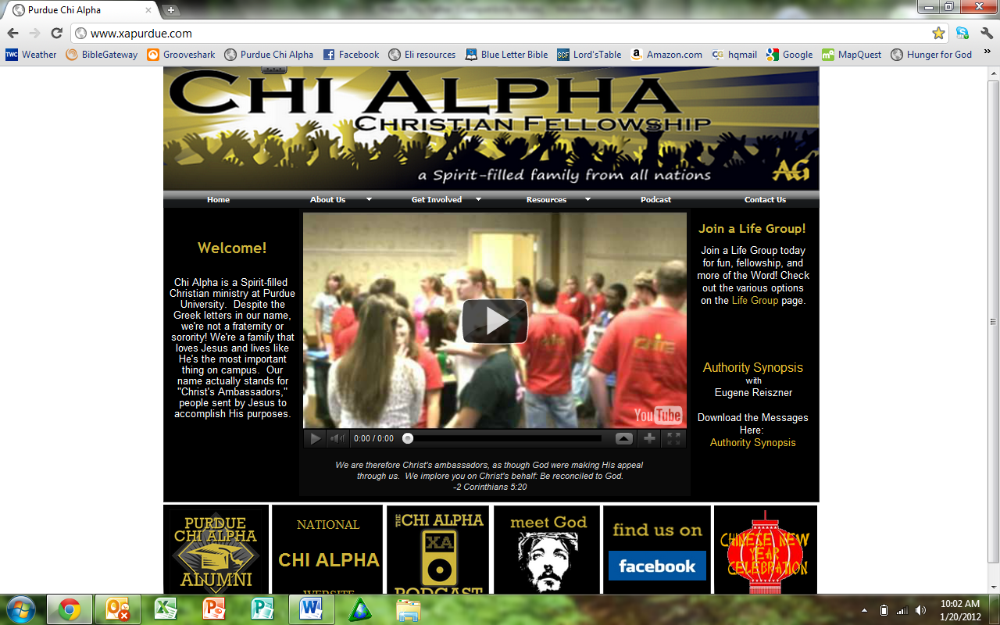 Purdue Chi Alpha
www.xapurdue.com
TWC Weather
BibleGateway
Grooveshark
Purdue Chi Alpha
Facebook
Eli resources
Blue Letter Bible
SCF Lord'sTable
Amazon.com
CG hqmail
Google
MapQuest
Hunger for God
CHI ALPHA
CHRISTIAN FELLOWSHIP
a Spirit-filled family from all nations
AG
Home
About Us
Get Involved
Resources
Podcast
Contact Us
Welcome!
Chi Alpha is a Spirit-filled
Christian ministry at Purdue
University. Despite the
Greek letters in our name,
we're not a fraternity or
sorority! We're a family that
loves Jesus and lives like
He's the most important
thing on campus. Our
name actually stands for
"Christ's Ambassadors,"
people sent by Jesus to
accomplish His purposes.
YouTube
0:00 / 0:00
We are therefore Christ's ambassadors, as though God were making His appeal
through us. We implore you on Christ's behalf: Be reconciled to God.
-2 Corinthians 5:20
Join a Life Group!
Join a Life Group today
for fun, fellowship, and
more of the Word! Check
out the various options
on the Life Group page.
Authority Synopsis
with
Eugene Reiszner
Download the Messages
Here:
Authority Synopsis
PURDUE
CHI ALPHA
ALUMNI
NATIONAL
CHI ALPHA
WEBSITE
THE CHI ALPHA
XA
PODCAST
meet God
find us on
facebook
CHINESE NEW
YEAR
CELEBRATION
10:02 AM
1/20/2012